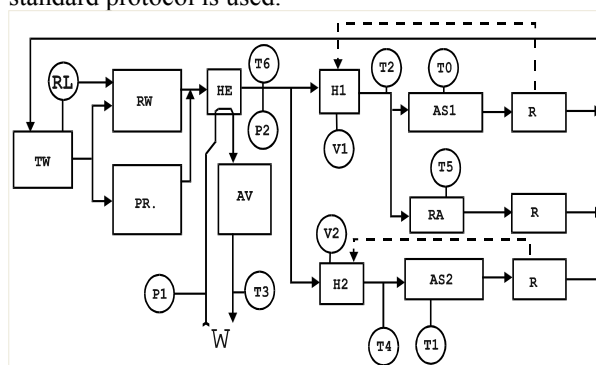 standard protocol is used.
T6
T2
T0
RL
RW
HE
H1
AS1
R
P2
V1
TW
T5
PR.
AV
RA
R
V2
P1
T3
H2
AS2
R
W
T4
T1